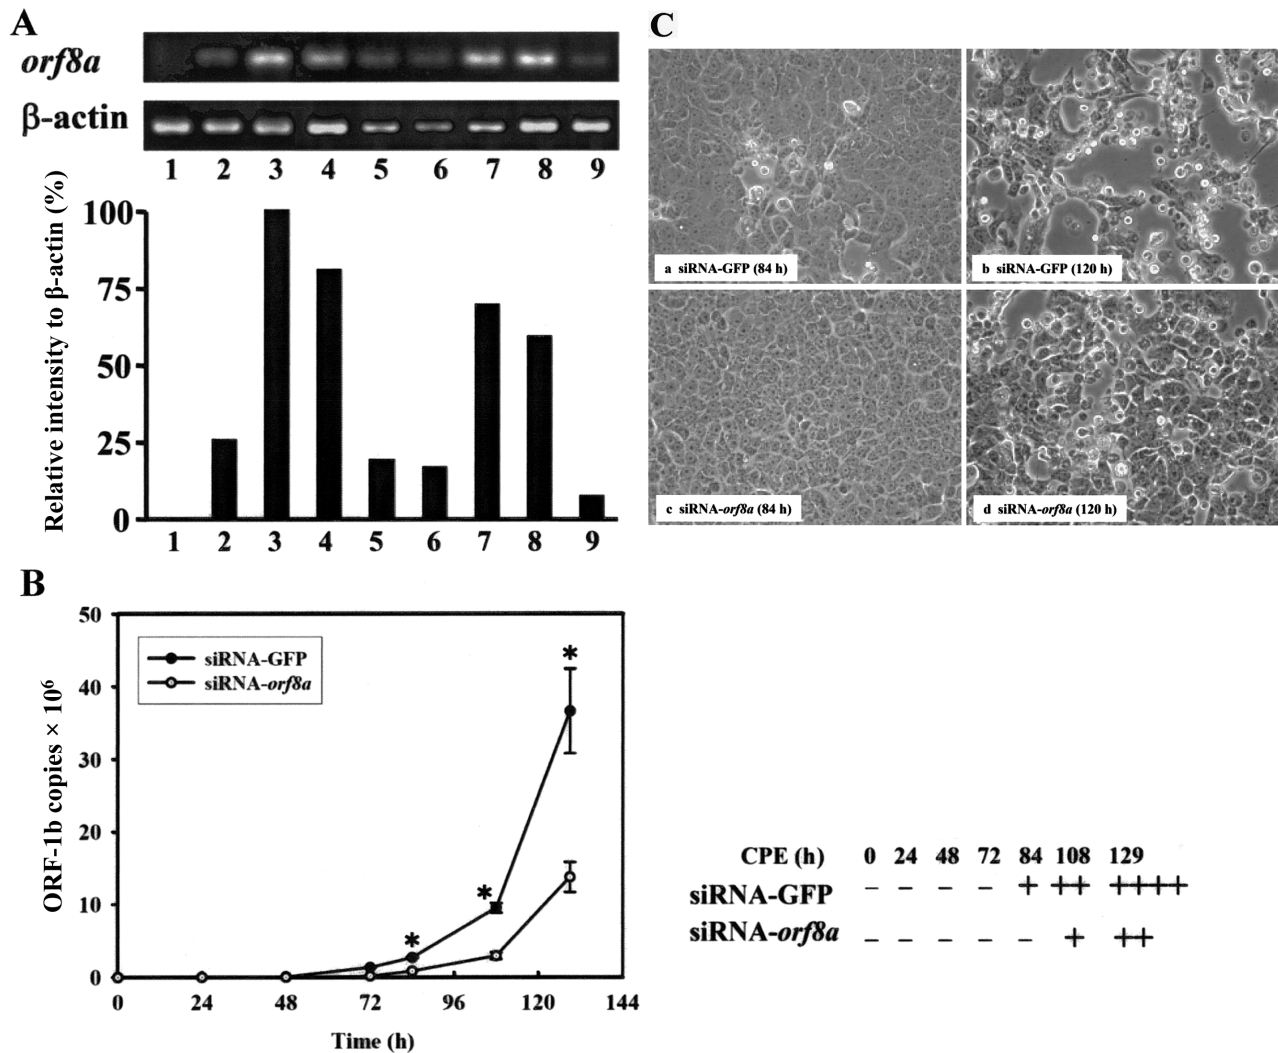 A
orf8a
β-actin
1 2 3 4 5 6 7 8 9
Relative intensity to β-actin (%)
100
75
50
25
0
1 2 3 4 5 6 7 8 9
B
ORF-1b copies × 10⁶
50
40
30
20
10
0
siRNA-GFP
siRNA-orf8a
* * *
0 24 48 72 96 120 144
Time (h)
C
a siRNA-GFP (84 h)
b siRNA-GFP (120 h)
c siRNA-orf8a (84 h)
d siRNA-orf8a (120 h)
CPE (h) 0 24 48 72 84 108 129
siRNA-GFP – – – – + ++ ++++
siRNA-orf8a – – – – – + ++